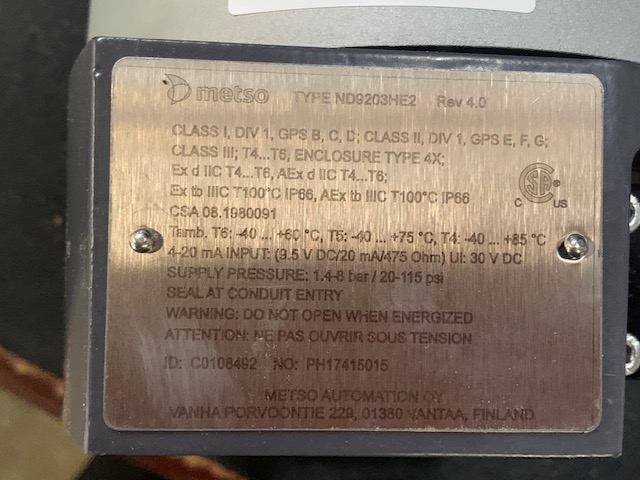 metso TYPE ND9203HE2 Rev 4.0
CLASS I, DIV 1, GPS B, C, D; CLASS II, DIV 1, GPS E, F, G;
CLASS III; T4...T6, ENCLOSURE TYPE 4X;
Ex d IIC T4...T6, AEx d IIC T4...T6;
Ex tb IIIC T100°C IP66, AEx tb IIIC T100°C IP66
CSA 08.1980091
SA ®
C US
Tamb. T6: -40 ... +60 °C, T5: -40 ... +75 °C, T4: -40 ... +85 °C
4-20 mA INPUT: (9.5 V DC/20 mA/475 Ohm) Ui: 30 V DC
SUPPLY PRESSURE: 1.4-8 bar / 20-115 psi
SEAL AT CONDUIT ENTRY
WARNING: DO NOT OPEN WHEN ENERGIZED
ATTENTION: NE PAS OUVRIR SOUS TENSION
ID: C0108492 NO: PH17415015
METSO AUTOMATION OY
VANHA PORVOONTIE 229, 01380 VANTAA, FINLAND